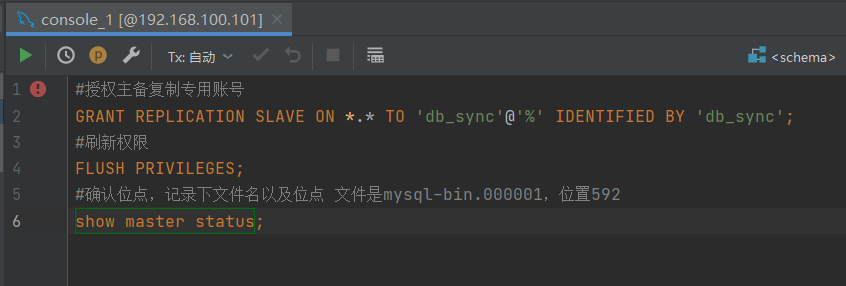 console_1 [@192.168.100.101]
Tx: 自动
<schema>
1 #授权主备复制专用账号
2 GRANT REPLICATION SLAVE ON *.* TO 'db_sync'@'%' IDENTIFIED BY 'db_sync';
3 #刷新权限
4 FLUSH PRIVILEGES;
5 #确认位点，记录下文件名以及位点 文件是mysql-bin.000001，位置592
6 show master status;